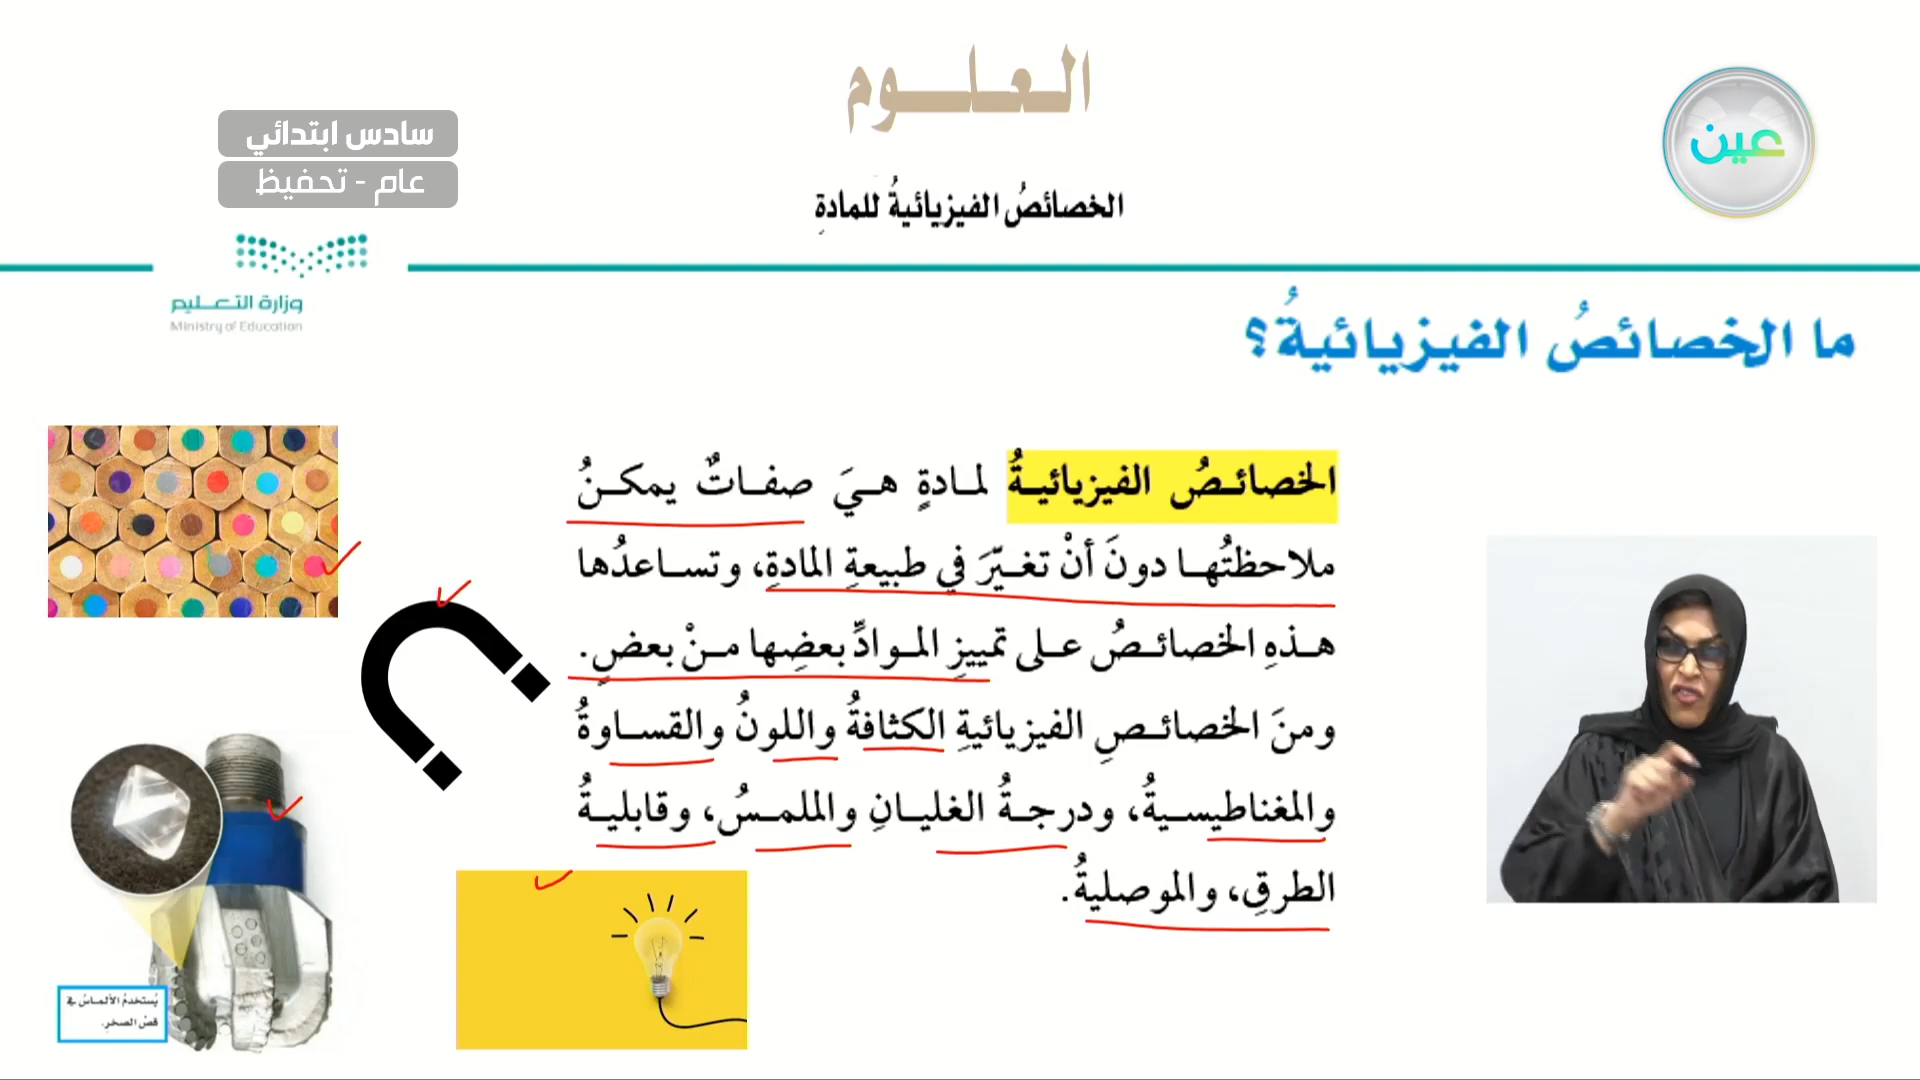 العلوم
عين
سادس ابتدائي
عام - تحفيظ
الخصائصُ الفيزيائيةُ للمادةِ
وزارة التعليم
Ministry of Education
ما الخصائصُ الفيزيائيةُ؟
الخصائصُ الفيزيائيةُ لمادةٍ هيَ صفاتٌ يمكنُ
ملاحظتُها دونَ أنْ تغيّرَ في طبيعةِ المادةِ، وتساعدُها
هذهِ الخصائصُ على تمييزِ الموادِّ بعضِها منْ بعضٍ.
ومنَ الخصائصِ الفيزيائيةِ الكثافةُ واللونُ والقساوةُ
والمغناطيسيةُ، ودرجةُ الغليانِ والملمسُ، وقابليةُ
الطرقِ، والموصليةُ.
يُستخدمُ الألماسُ في
قصّ الصخرِ.